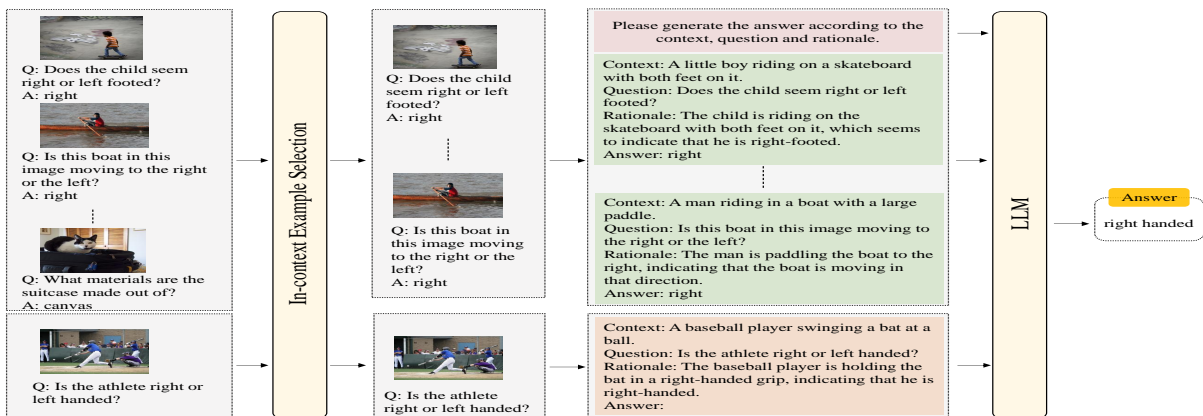 Q: Does the child seem
right or left footed?
A: right
Q: Is this boat in this
image moving to the right
or the left?
A: right
Q: What materials are the
suitcase made out of?
A: canvas
Q: Is the athlete right or
left handed?
In-context Example Selection
Q: Does the child
seem right or left
footed?
A: right
Q: Is this boat in
this image moving
to the right or the
left?
A: right
Q: Is the athlete
right or left handed?
Please generate the answer according to the
context, question and rationale.
Context: A little boy riding on a skateboard
with both feet on it.
Question: Does the child seem right or left
footed?
Rationale: The child is riding on the
skateboard with both feet on it, which seems
to indicate that he is right-footed.
Answer: right
Context: A man riding in a boat with a large
paddle.
Question: Is this boat in this image moving to
the right or the left?
Rationale: The man is paddling the boat to the
right, indicating that the boat is moving in
that direction.
Answer: right
Context: A baseball player swinging a bat at a
ball.
Question: Is the athlete right or left handed?
Rationale: The baseball player is holding the
bat in a right-handed grip, indicating that he is
right-handed.
Answer:
LLM
Answer
right handed